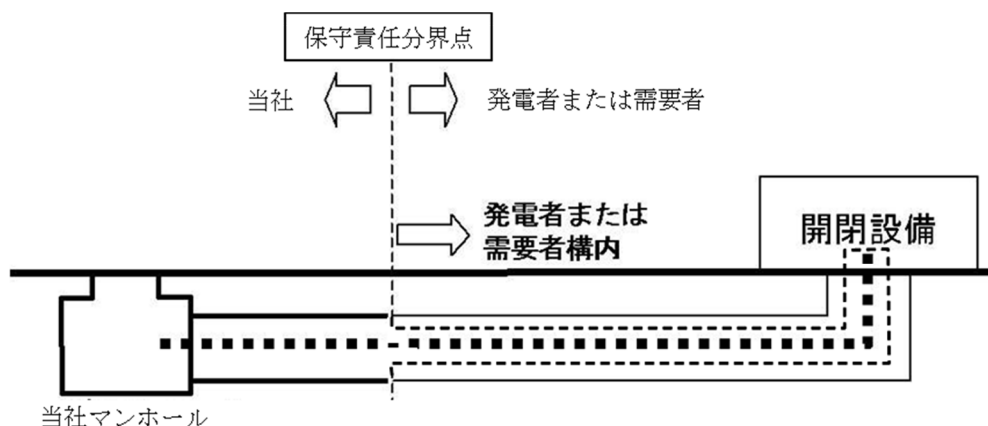 保守責任分界点
当社
発電者または需要者
発電者または
需要者構内
開閉設備
当社マンホール